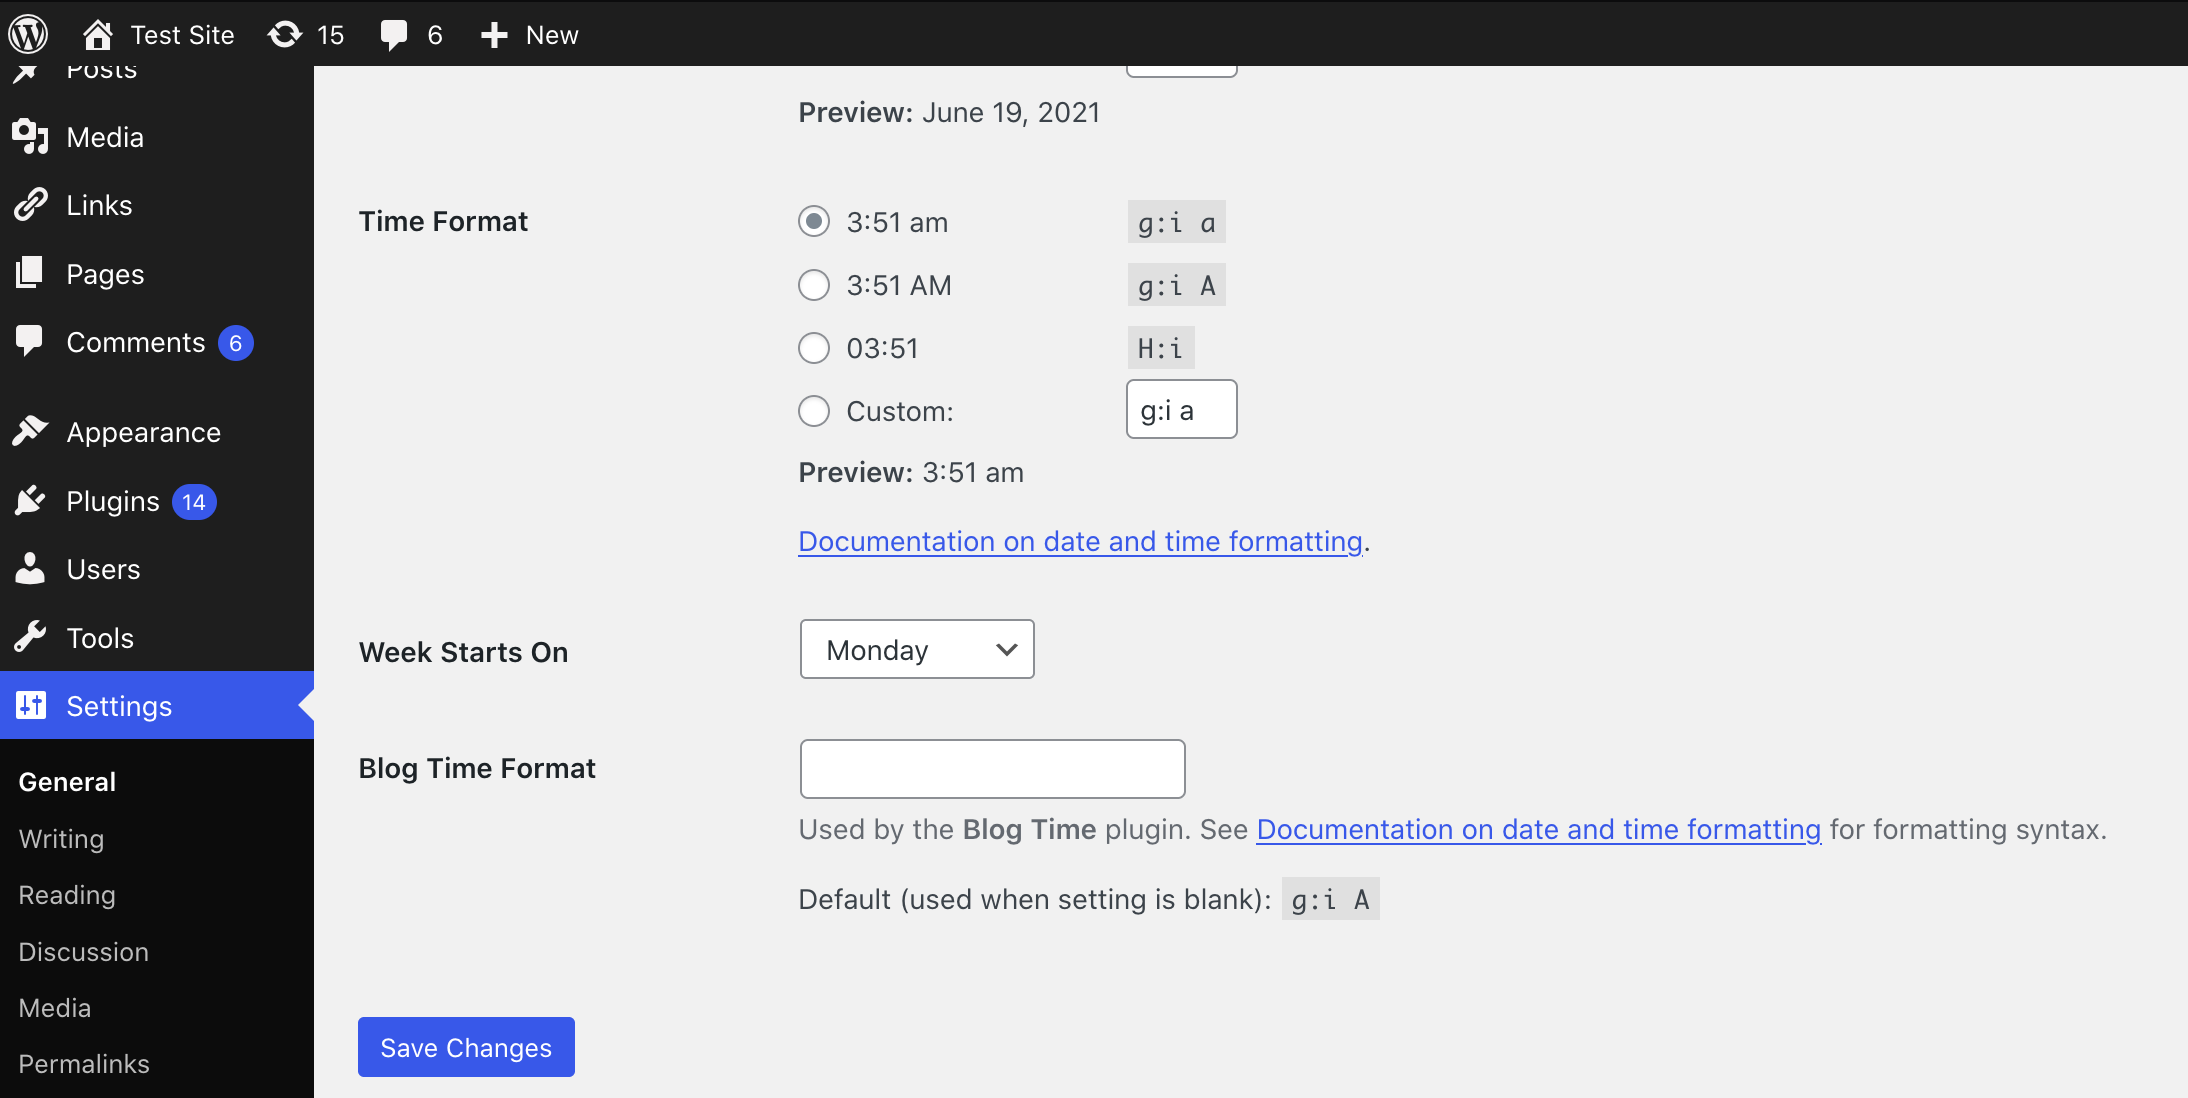 Test Site 15 6 New
Posts
Media
Links
Pages
Comments 6
Appearance
Plugins 14
Users
Tools
Settings
General
Writing
Reading
Discussion
Media
Permalinks
Preview: June 19, 2021
Time Format
3:51 am g:i a
3:51 AM g:i A
03:51 H:i
Custom: g:i a
Preview: 3:51 am
Documentation on date and time formatting.
Week Starts On Monday
Blog Time Format
Used by the Blog Time plugin. See Documentation on date and time formatting for formatting syntax.
Default (used when setting is blank): g:i A
Save Changes